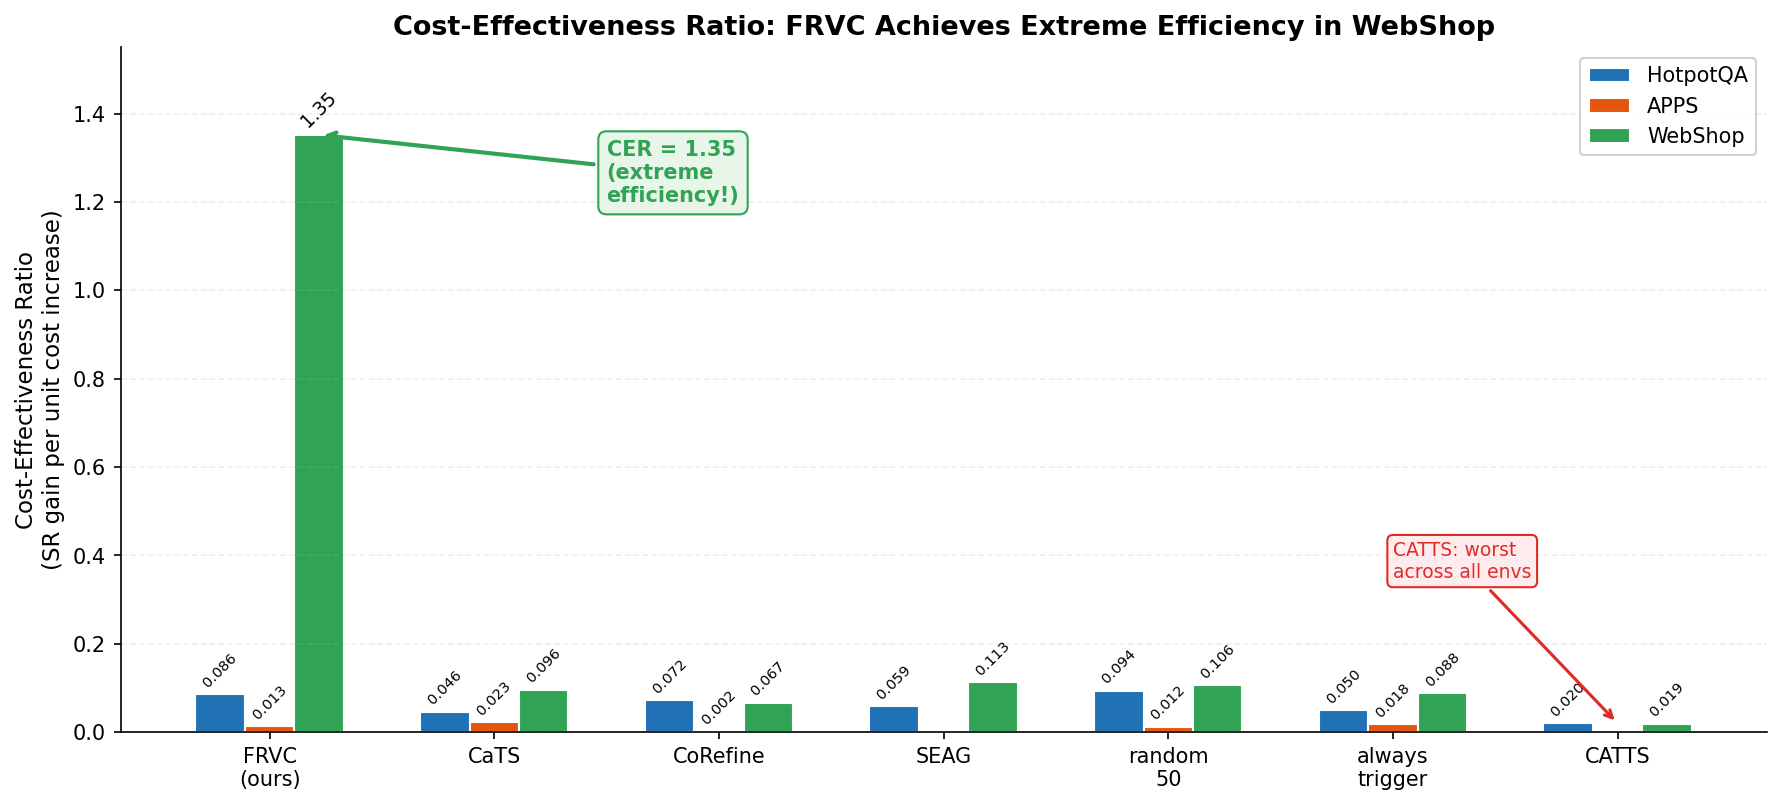 Cost-Effectiveness Ratio: FRVC Achieves Extreme Efficiency in WebShop
Cost-Effectiveness Ratio
(SR gain per unit cost increase)
1.4
1.2
1.0
0.8
0.6
0.4
0.2
0.0
HotpotQA
APPS
WebShop
CER = 1.35
(extreme
efficiency!)
CATTS: worst
across all envs
0.086
0.013
1.35
0.046
0.023
0.096
0.072
0.002
0.067
0.059
0.113
0.094
0.012
0.106
0.050
0.018
0.088
0.020
0.019
FRVC
(ours)
CaTS
CoRefine
SEAG
random
50
always
trigger
CATTS